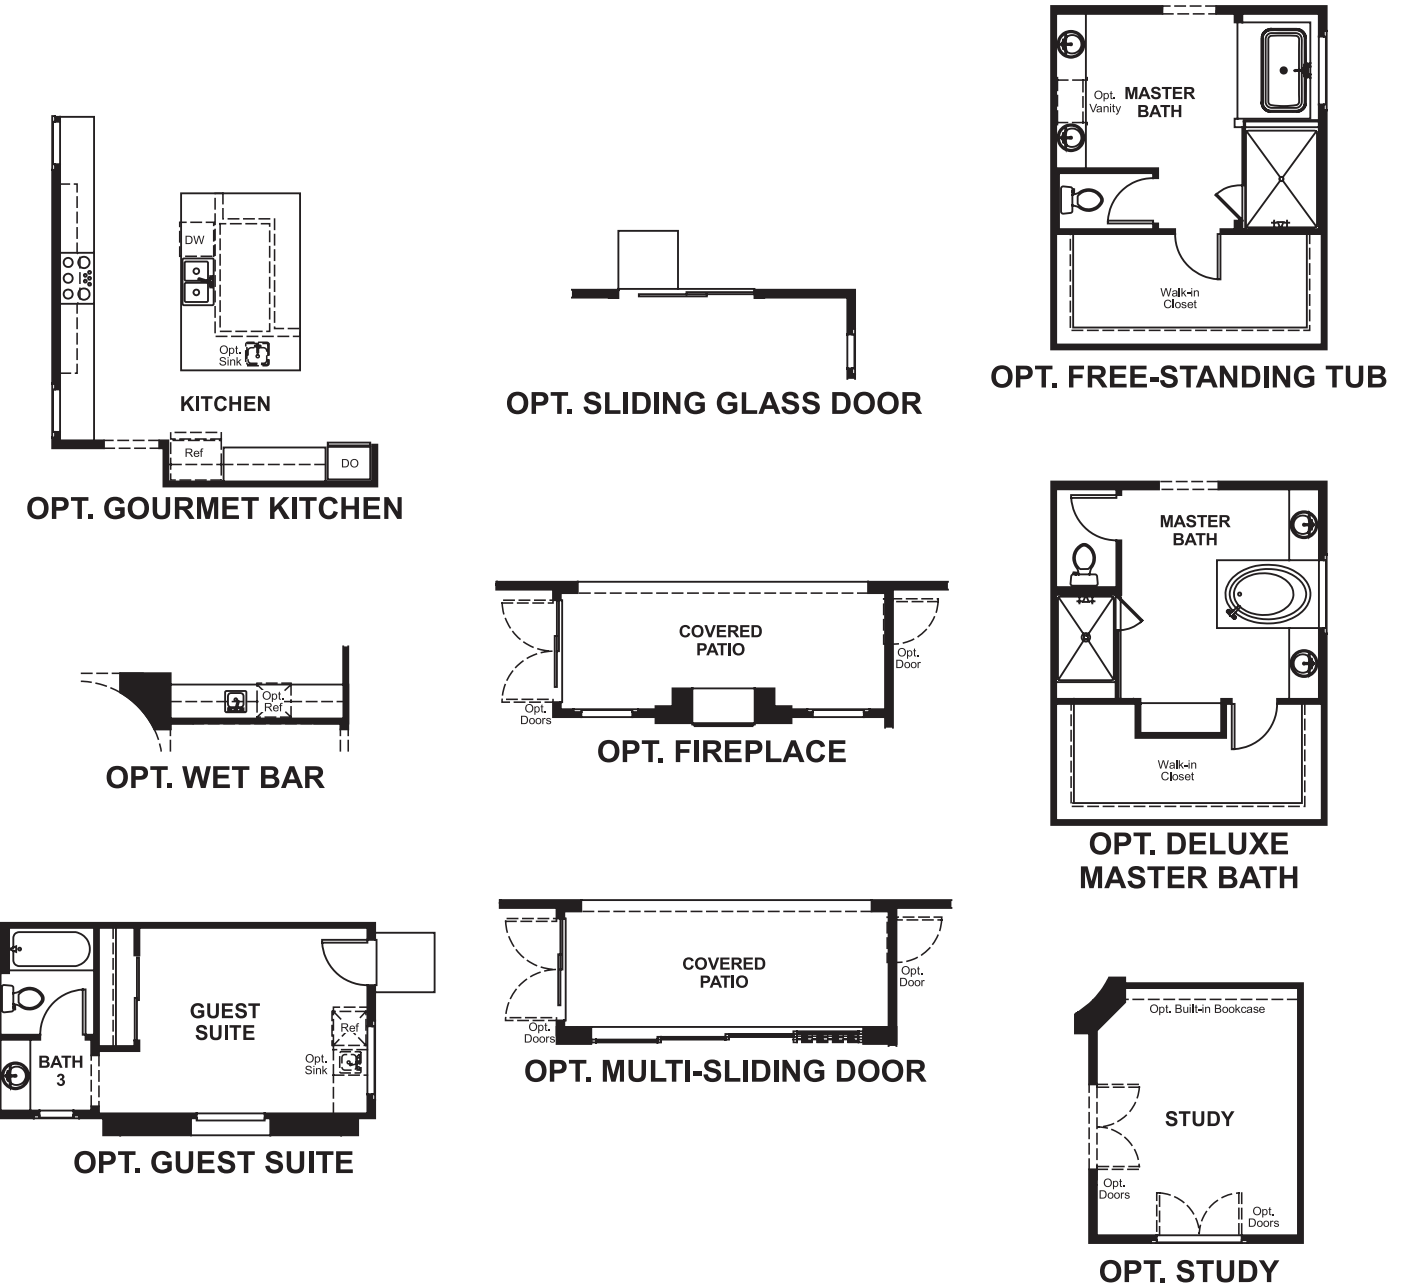 DW
Opt.
Sink
KITCHEN
Ref
DO
OPT. GOURMET KITCHEN
OPT. SLIDING GLASS DOOR
Opt.
Vanity
MASTER
BATH
Walk-in
Closet
OPT. FREE-STANDING TUB
Opt.
Ref
OPT. WET BAR
COVERED
PATIO
Opt.
Door
Opt.
Doors
OPT. FIREPLACE
MASTER
BATH
Walk-in
Closet
OPT. DELUXE
MASTER BATH
GUEST
SUITE
Ref
Opt.
Sink
BATH
3
OPT. GUEST SUITE
COVERED
PATIO
Opt.
Door
Opt.
Doors
OPT. MULTI-SLIDING DOOR
Opt. Built-in Bookcase
STUDY
Opt.
Doors
Opt.
Doors
OPT. STUDY